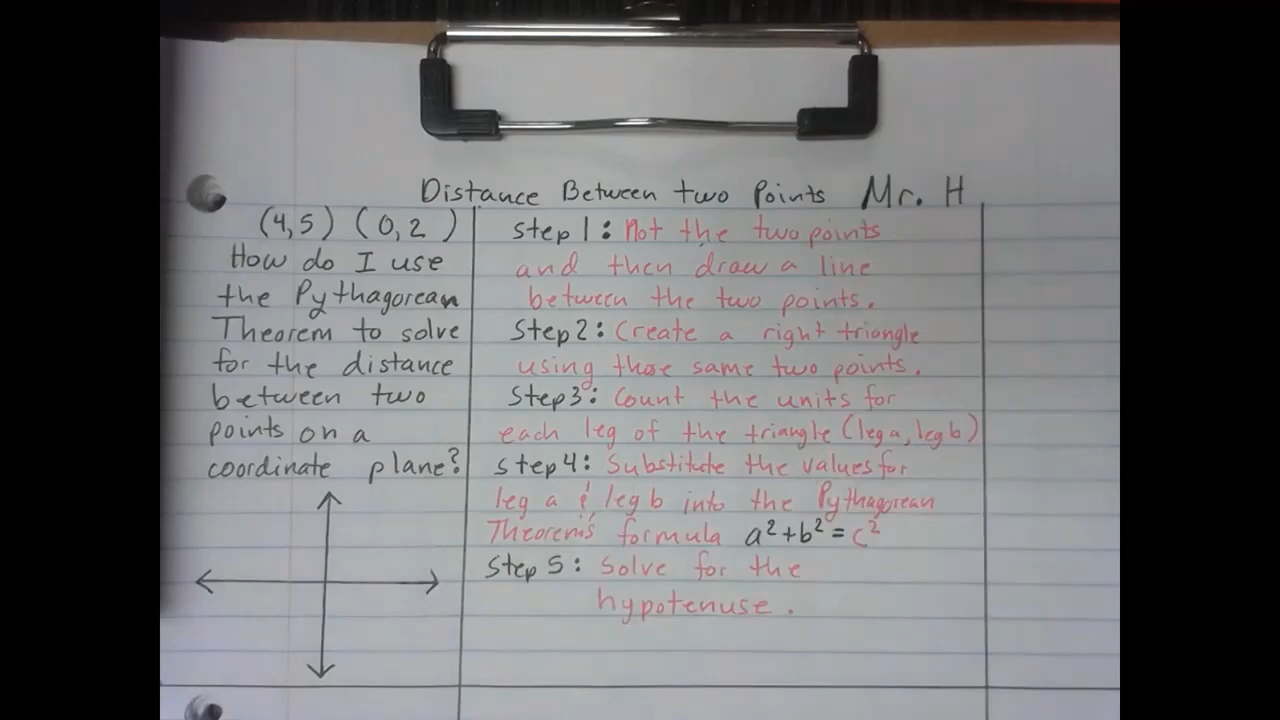 Distance Between two Points Mr. H
(4,5) (0,2)
How do I use
the Pythagorean
Theorem to solve
for the distance
between two
points on a
coordinate plane?
Step 1: Plot the two points
and then draw a line
between the two points.
Step 2: Create a right triangle
using those same two points.
Step 3: Count the units for
each leg of the triangle (leg a, leg b)
Step 4: Substitute the values for
leg a & leg b into the Pythagorean
Theorem's formula a²+b²=c²
Step 5: Solve for the
hypotenuse.